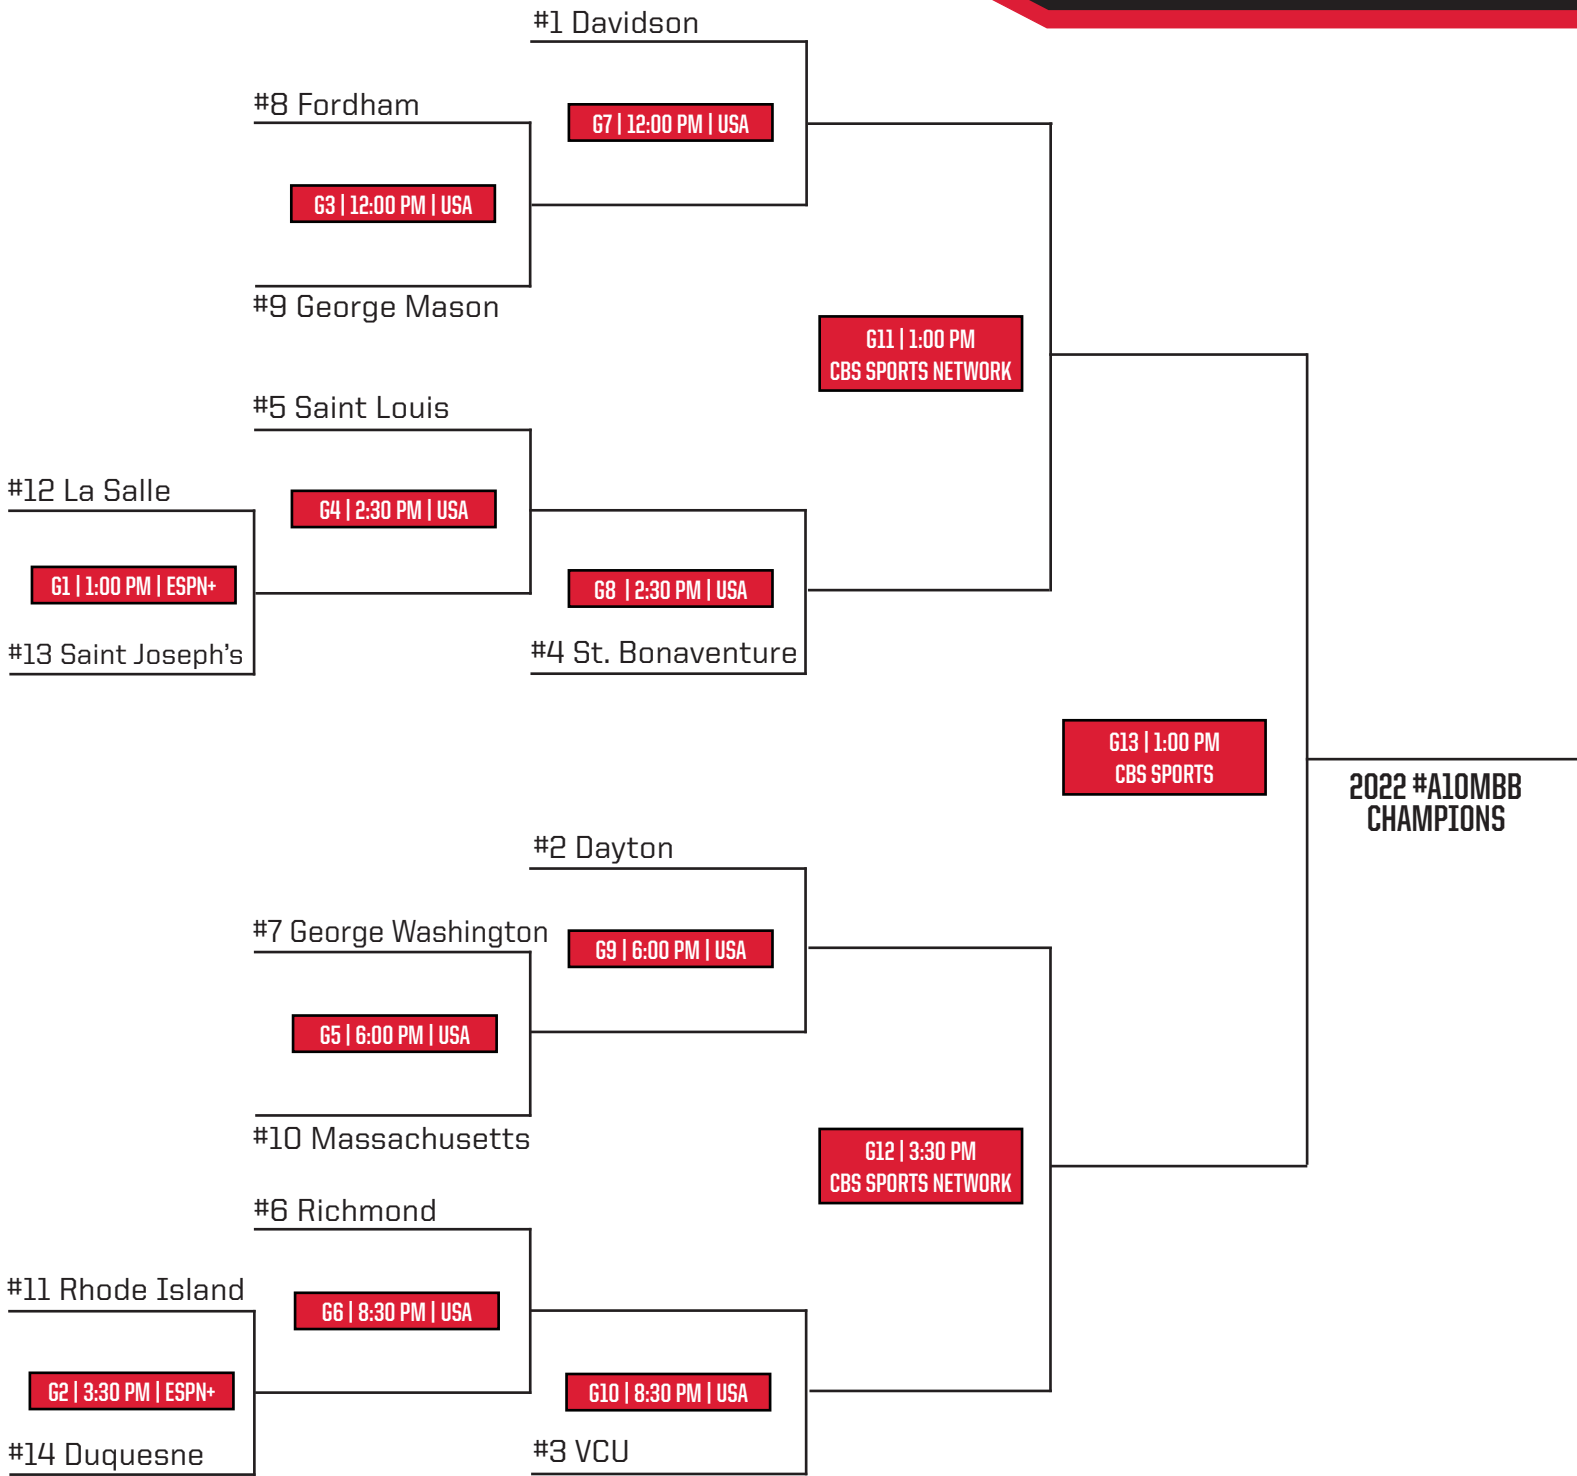 #1 Davidson
#8 Fordham
G7 | 12:00 PM | USA
G3 | 12:00 PM | USA
#9 George Mason
G11 | 1:00 PM
CBS SPORTS NETWORK
#5 Saint Louis
#12 La Salle
G4 | 2:30 PM | USA
G1 | 1:00 PM | ESPN+
G8 | 2:30 PM | USA
#13 Saint Joseph's
#4 St. Bonaventure
G13 | 1:00 PM
CBS SPORTS
2022 #A10MBB
CHAMPIONS
#2 Dayton
#7 George Washington
G9 | 6:00 PM | USA
G5 | 6:00 PM | USA
#10 Massachusetts
G12 | 3:30 PM
CBS SPORTS NETWORK
#6 Richmond
#11 Rhode Island
G6 | 8:30 PM | USA
G2 | 3:30 PM | ESPN+
G10 | 8:30 PM | USA
#14 Duquesne
#3 VCU